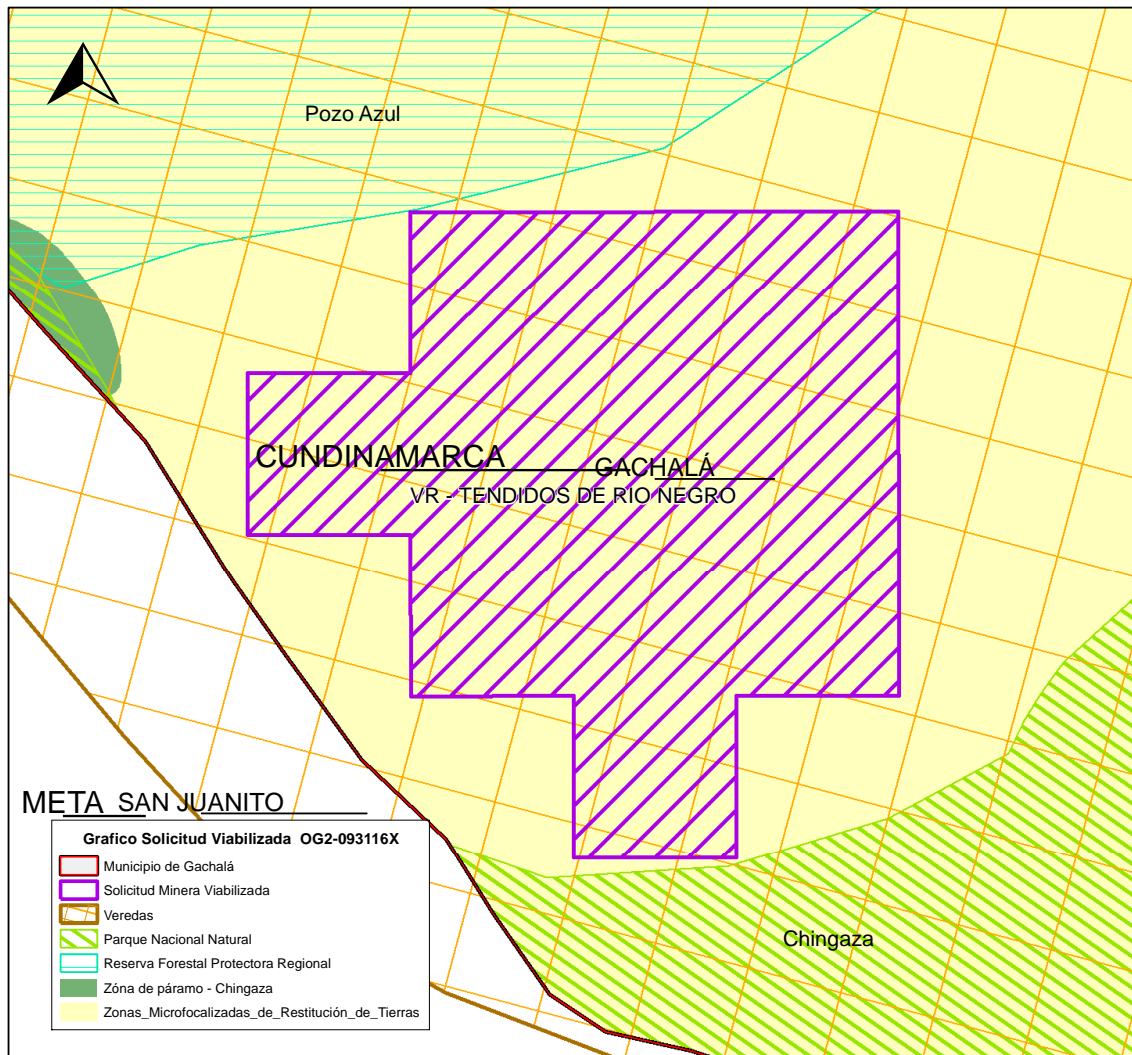 Pozo Azul
CUNDINAMARCA
GACHALÁ
VR - TENDIDOS DE RIO NEGRO
META SAN JUANITO
Grafico Solicitud Viabilizada OG2-093116X
Municipio de Gachalá
Solicitud Minera Viabilizada
Veredas
Parque Nacional Natural
Reserva Forestal Protectora Regional
Zóna de páramo - Chingaza
Zonas_Microfocalizadas_de_Restitución_de_Tierras
Chingaza